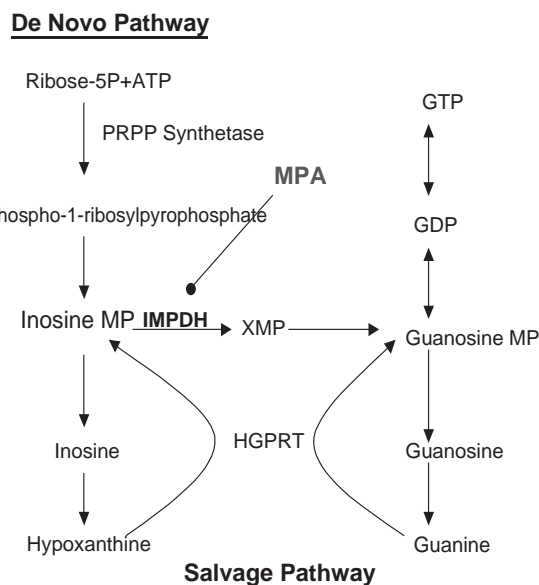 De Novo Pathway
Ribose-5P+ATP
GTP
PRPP Synthetase
MPA
hospho-1-ribosylpyrophosphate
GDP
Inosine MP IMPDH XMP
Guanosine MP
Inosine
HGPRT
Guanosine
Hypoxanthine
Guanine
Salvage Pathway